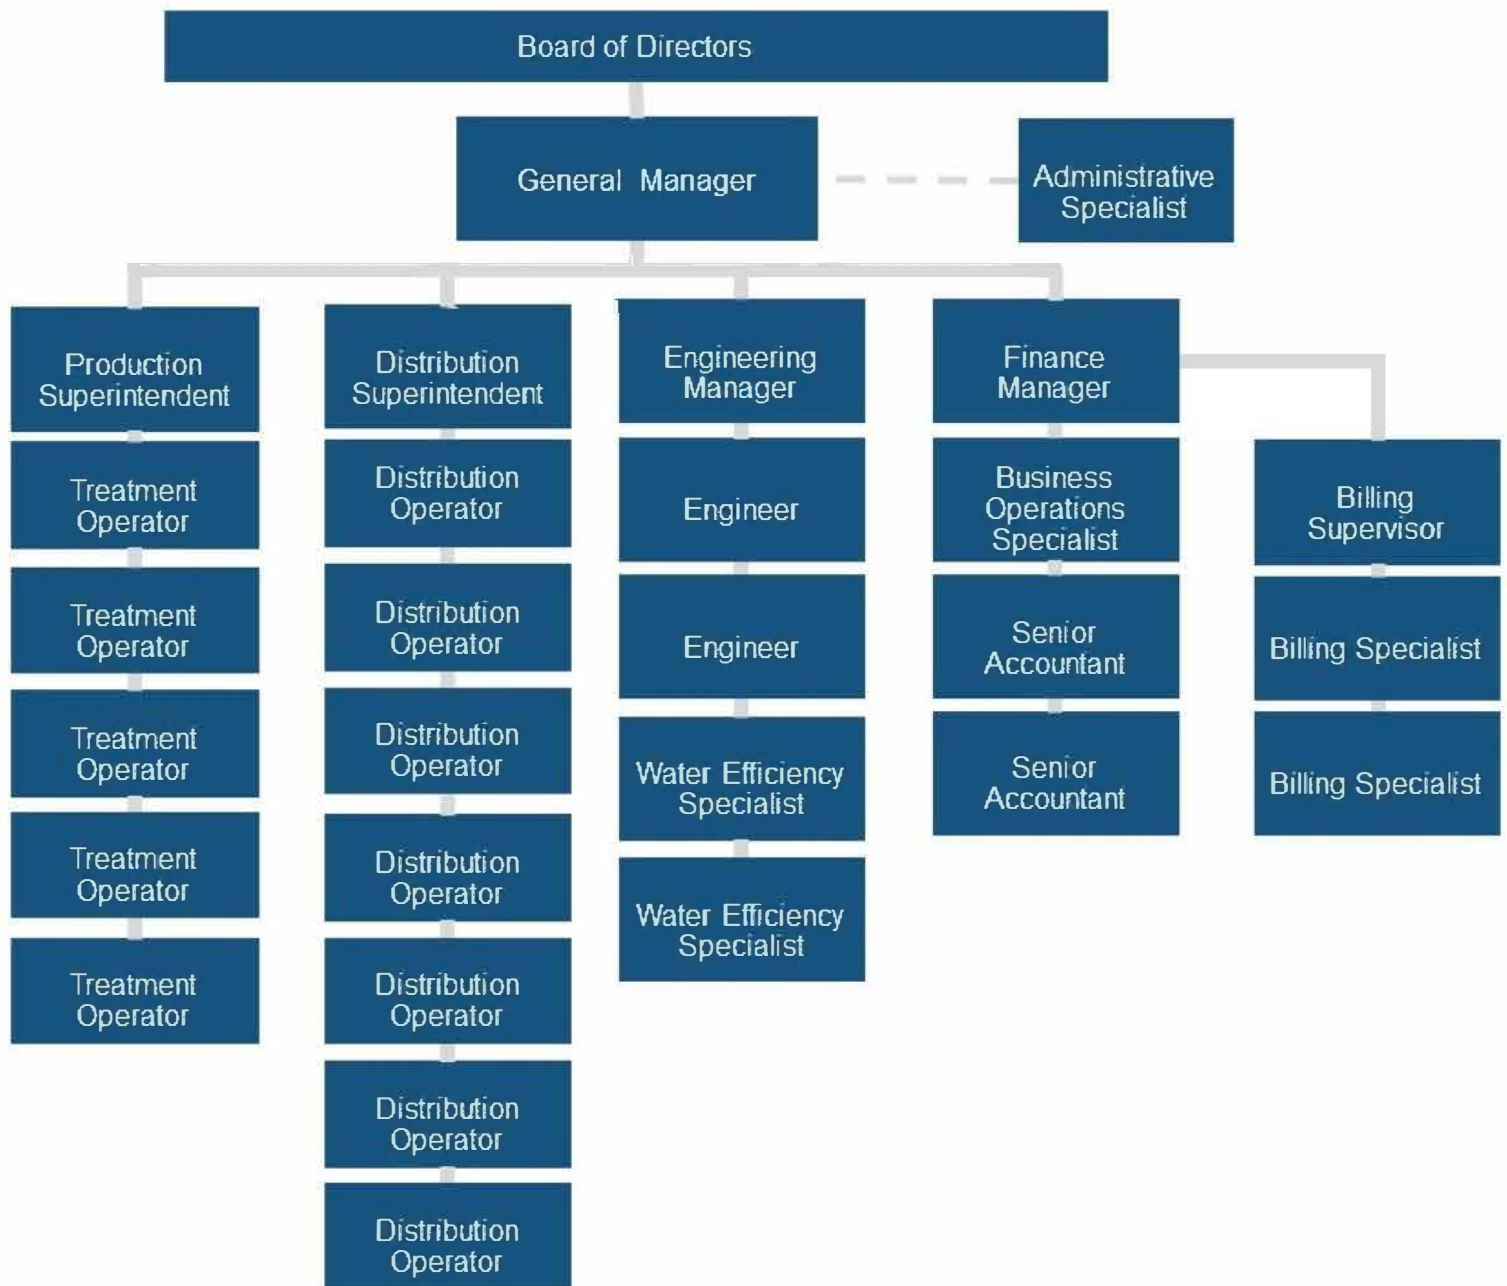 Board of Directors
General Manager
Administrative
Specialist
Production
Superintendent
Treatment
Operator
Treatment
Operator
Treatment
Operator
Treatment
Operator
Treatment
Operator
Distribution
Superintendent
Distribution
Operator
Distribution
Operator
Distribution
Operator
Distribution
Operator
Distribution
Operator
Distribution
Operator
Distribution
Operator
Engineering
Manager
Engineer
Engineer
Water Efficiency
Specialist
Water Efficiency
Specialist
Finance
Manager
Business
Operations
Specialist
Senior
Accountant
Senior
Accountant
Billing
Supervisor
Billing Specialist
Billing Specialist